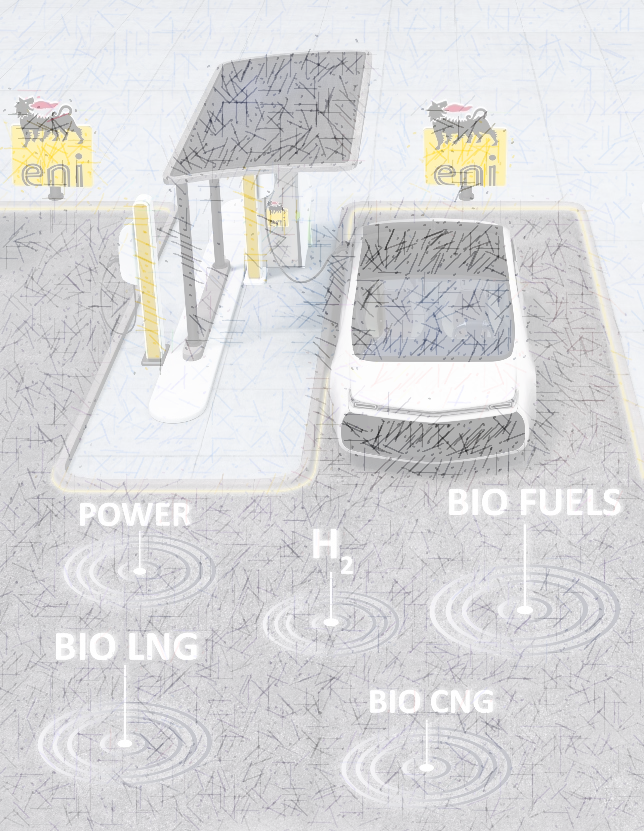 eni
eni
POWER
BIO FUELS
H2
BIO LNG
BIO CNG